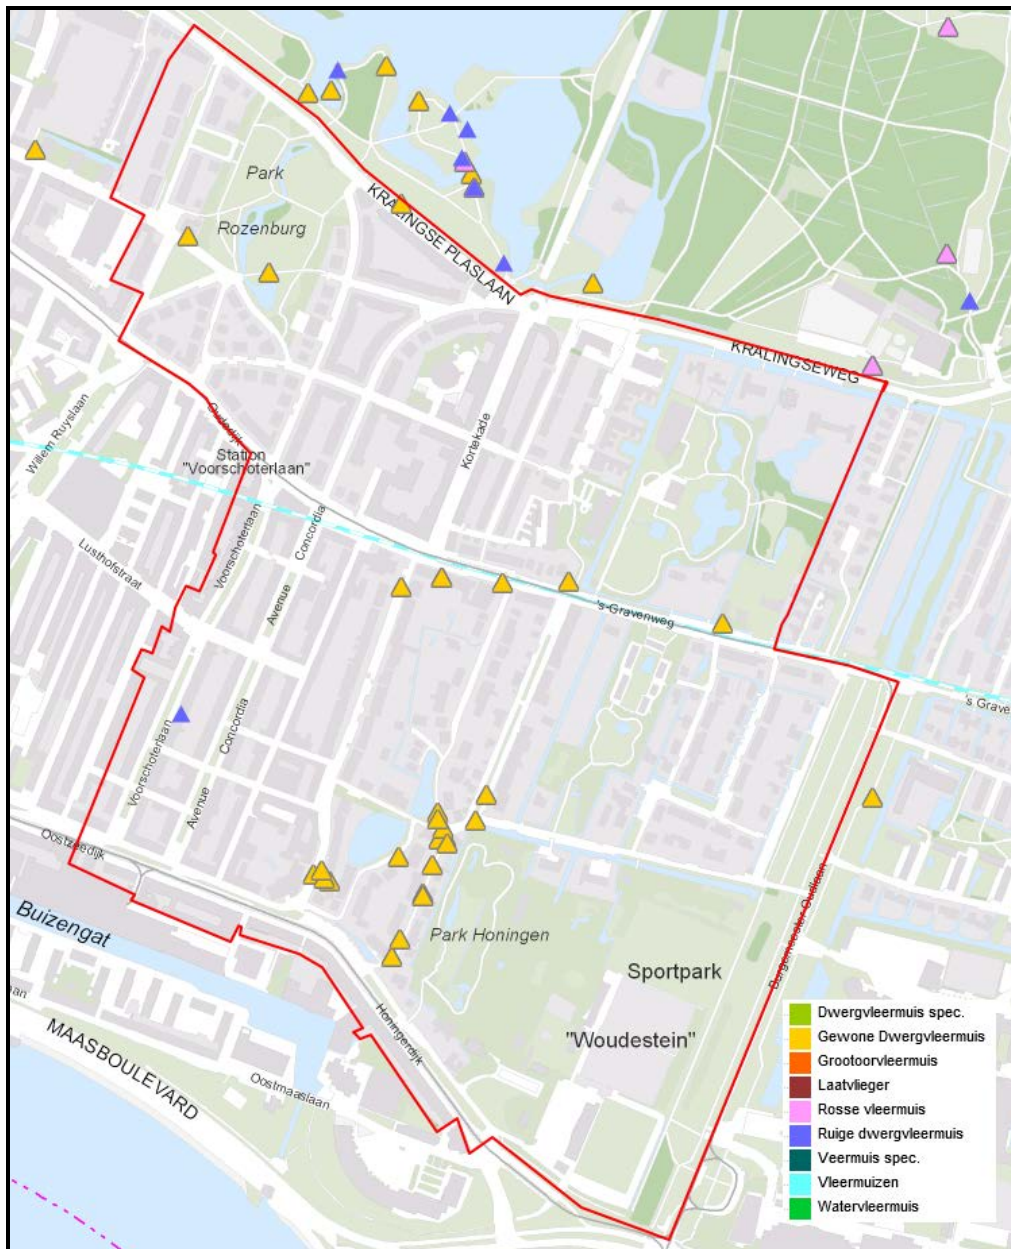 Park
Rozenburg
KRALINGSE PLASLAAN
KRALINGSEWEG
Willem Ruyslaan
Oudedijk
Station
"Voorschoterlaan"
Kortekade
Lusthofstraat
Voorschoterlaan
Concordia
Avenue
's-Gravenweg
's Grave
Concordia
Voorschoterlaan
Avenue
Oostzeedijk
Buizengat
Park Honingen
Sportpark
"Woudestein"
Burgemeester Oudlaan
Honingerdijk
aan
MAASBOULEVARD
Oostmaaslaan
Dwergvleermuis spec.
Gewone Dwergvleermuis
Grootoorvleermuis
Laatvlieger
Rosse vleermuis
Ruige dwergvleermuis
Veermuis spec.
Vleermuizen
Watervleermuis